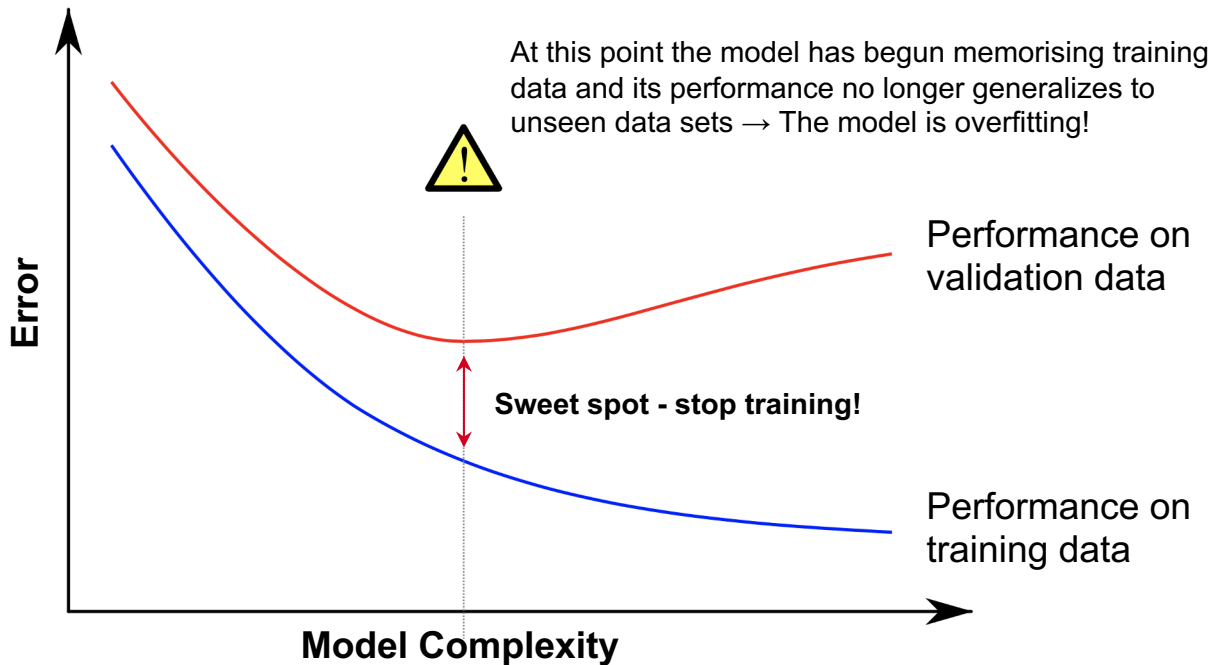 At this point the model has begun memorising training
data and its performance no longer generalizes to
unseen data sets → The model is overfitting!
!
Performance on
validation data
Error
Sweet spot - stop training!
Performance on
training data
Model Complexity